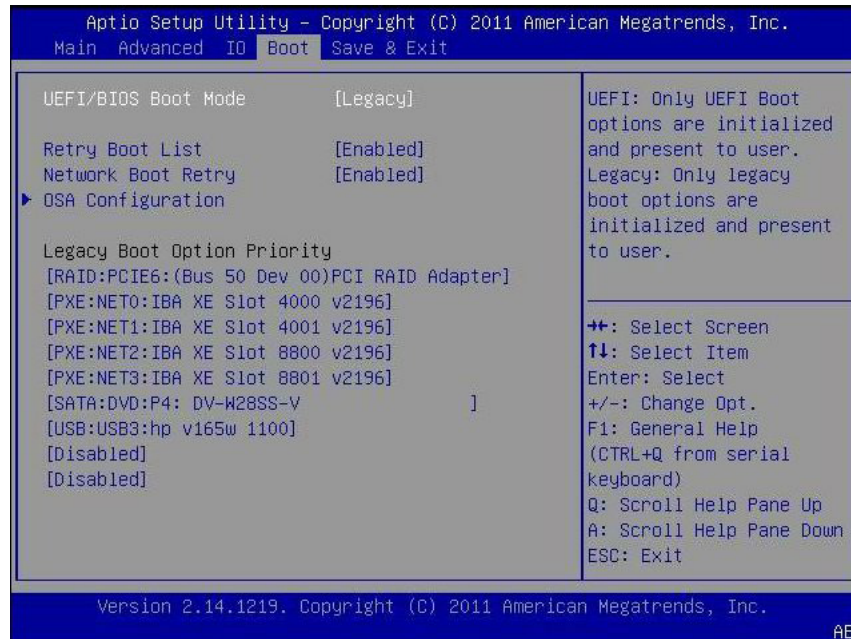 Aptio Setup Utility – Copyright (C) 2011 American Megatrends, Inc.
Main Advanced IO Boot Save & Exit
UEFI/BIOS Boot Mode [Legacy]
Retry Boot List [Enabled]
Network Boot Retry [Enabled]
OSA Configuration
Legacy Boot Option Priority
[RAID:PCIE6:(Bus 50 Dev 00)PCI RAID Adapter]
[PXE:NET0:IBA XE Slot 4000 v2196]
[PXE:NET1:IBA XE Slot 4001 v2196]
[PXE:NET2:IBA XE Slot 8800 v2196]
[PXE:NET3:IBA XE Slot 8801 v2196]
[SATA:DVD:P4: DV-W28SS-V ]
[USB:USB3:hp v165w 1100]
[Disabled]
[Disabled]
UEFI: Only UEFI Boot
options are initialized
and present to user.
Legacy: Only legacy
boot options are
initialized and present
to user.
→←: Select Screen
↑↓: Select Item
Enter: Select
+/-: Change Opt.
F1: General Help
(CTRL+Q from serial
keyboard)
Q: Scroll Help Pane Up
A: Scroll Help Pane Down
ESC: Exit
Version 2.14.1219. Copyright (C) 2011 American Megatrends, Inc.